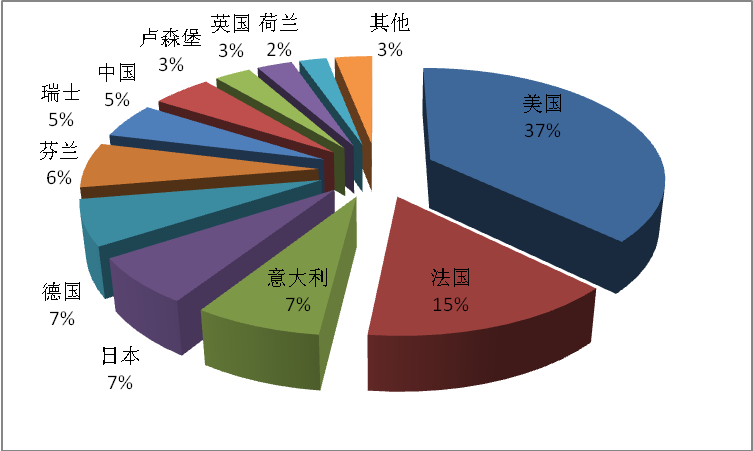 美国
37%
法国
15%
意大利
7%
日本
7%
德国
7%
芬兰
6%
瑞士
5%
中国
5%
卢森堡
3%
英国
3%
荷兰
2%
其他
3%